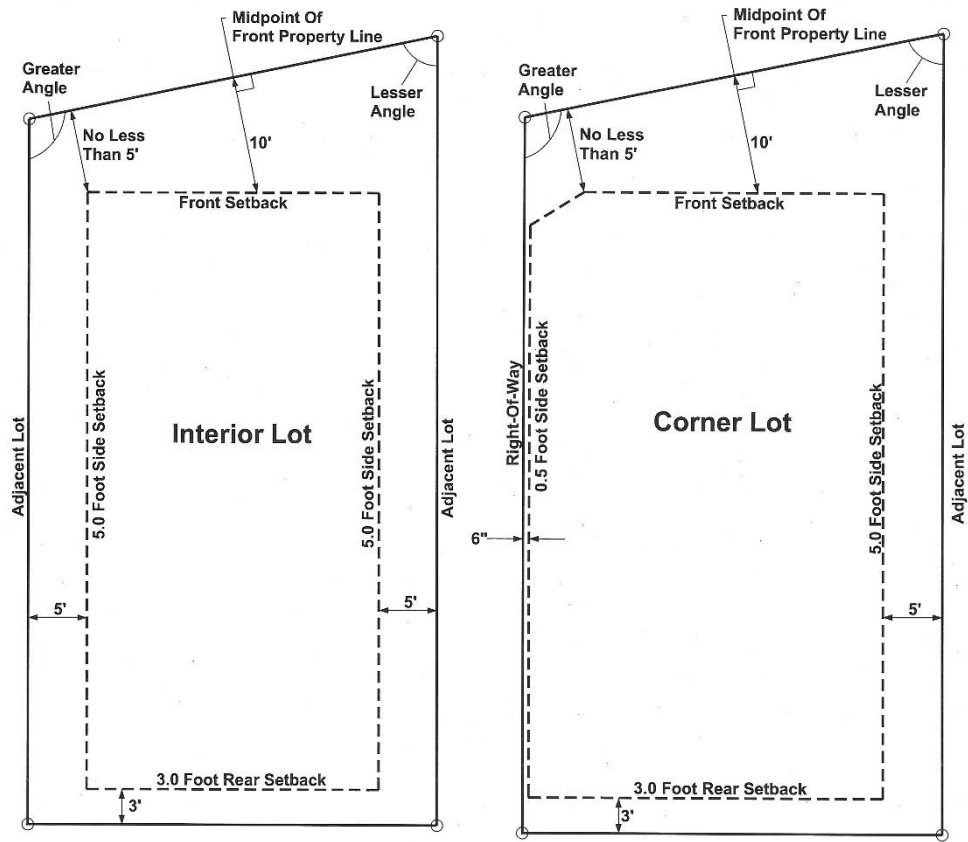 Midpoint Of
Front Property Line
Greater
Angle
Lesser
Angle
No Less
Than 5'
10'
Front Setback
Adjacent Lot
5.0 Foot Side Setback
Interior Lot
5.0 Foot Side Setback
Adjacent Lot
5'
5'
3.0 Foot Rear Setback
3'
Midpoint Of
Front Property Line
Greater
Angle
Lesser
Angle
No Less
Than 5'
10'
Front Setback
Right-Of-Way
0.5 Foot Side Setback
Corner Lot
5.0 Foot Side Setback
Adjacent Lot
6"
5'
3.0 Foot Rear Setback
3'